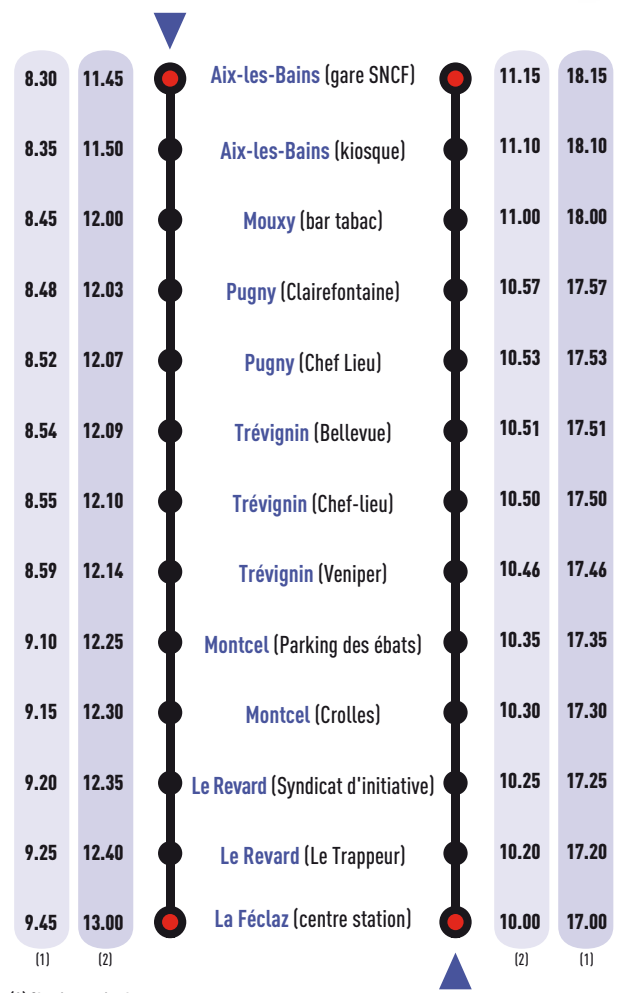 8.30 11.45 Aix-les-Bains (gare SNCF) 11.15 18.15
8.35 11.50 Aix-les-Bains (kiosque) 11.10 18.10
8.45 12.00 Mouxy (bar tabac) 11.00 18.00
8.48 12.03 Pugny (Clairefontaine) 10.57 17.57
8.52 12.07 Pugny (Chef Lieu) 10.53 17.53
8.54 12.09 Trévignin (Bellevue) 10.51 17.51
8.55 12.10 Trévignin (Chef-lieu) 10.50 17.50
8.59 12.14 Trévignin (Veniper) 10.46 17.46
9.10 12.25 Montcel (Parking des ébats) 10.35 17.35
9.15 12.30 Montcel (Crolles) 10.30 17.30
9.20 12.35 Le Revard (Syndicat d'initiative) 10.25 17.25
9.25 12.40 Le Revard (Le Trappeur) 10.20 17.20
9.45 13.00 La Féclaz (centre station) 10.00 17.00
(1) (2) (2) (1)